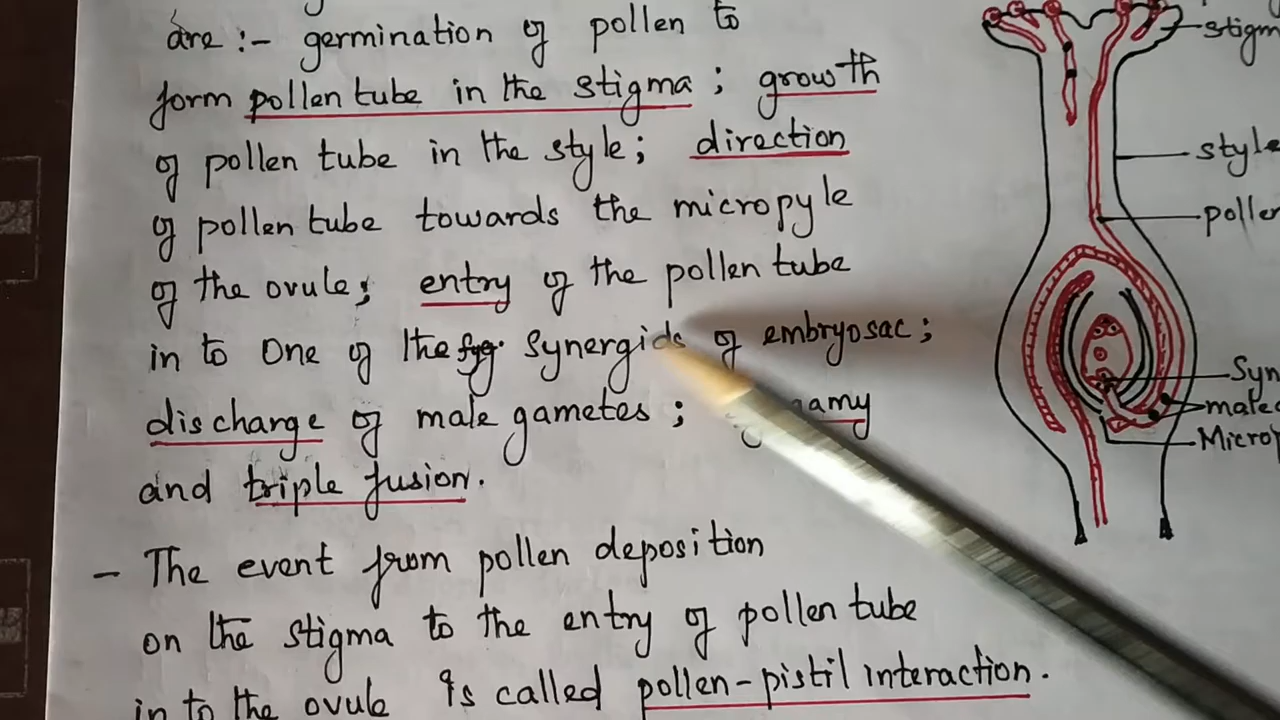 are :- germination of pollen to
form pollen tube in the stigma ; growth
of pollen tube in the style ; direction
of pollen tube towards the micropyle
of the ovule ; entry of the pollen tube
in to One of the Synergids of embryosac ;
discharge of male gametes ;
and triple fusion.
- The event from pollen deposition
on the stigma to the entry of pollen tube
in to the ovule is called pollen-pistil interaction.
stigm
style
pollen
Syn
male
Microp